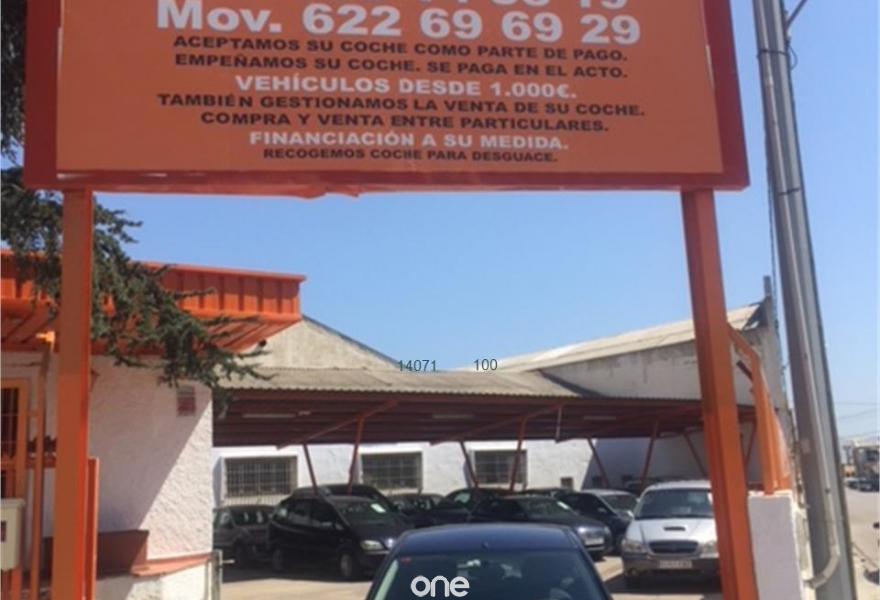 Mov. 622 69 69 29
ACEPTAMOS SU COCHE COMO PARTE DE PAGO.
EMPEÑAMOS SU COCHE. SE PAGA EN EL ACTO.
VEHÍCULOS DESDE 1.000€.
TAMBIÉN GESTIONAMOS LA VENTA DE SU COCHE.
COMPRA Y VENTA ENTRE PARTICULARES.
FINANCIACIÓN A SU MEDIDA.
RECOGEMOS COCHE PARA DESGUACE.
14071 100
one